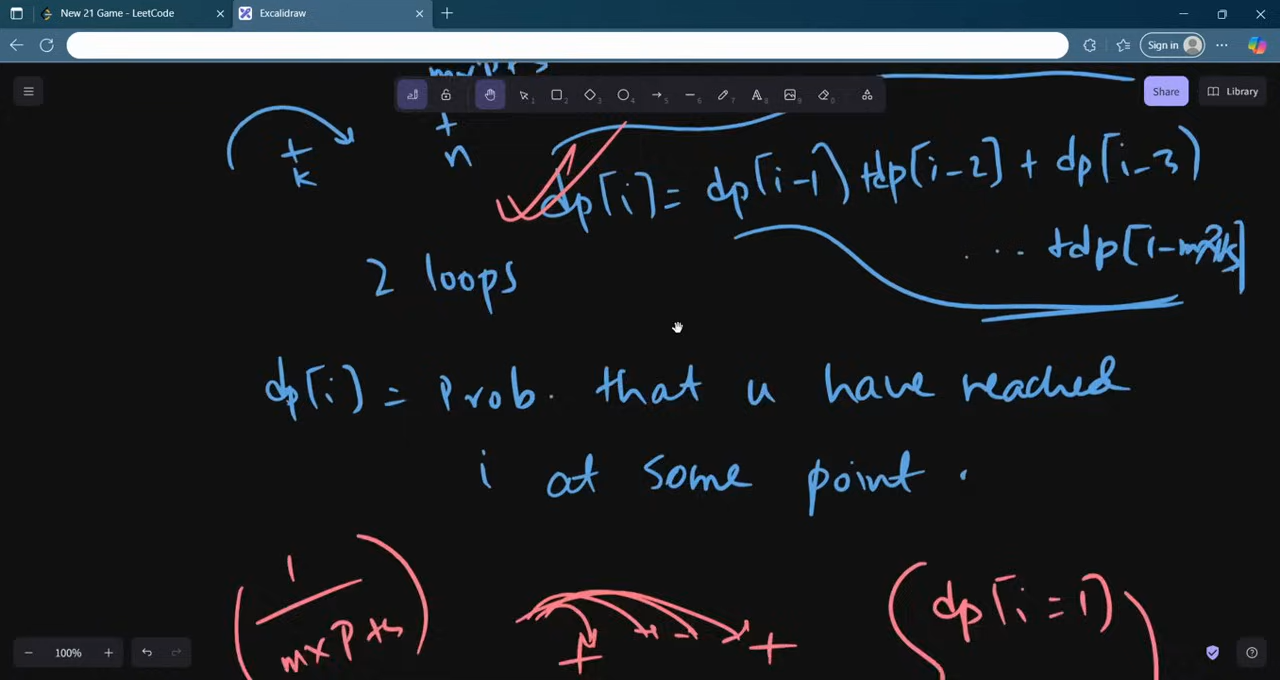 New 21 Game - LeetCode
Excalidraw
Sign in
Share
Library
+
k
+
n
dp[i] = dp[i-1) + dp[i-2] + dp[i-3)
... + dp[i-
2 loops
dp[i] = Prob. that u have reached
i at some point.
1
mxPts
+
+
dp[i=1)
100%